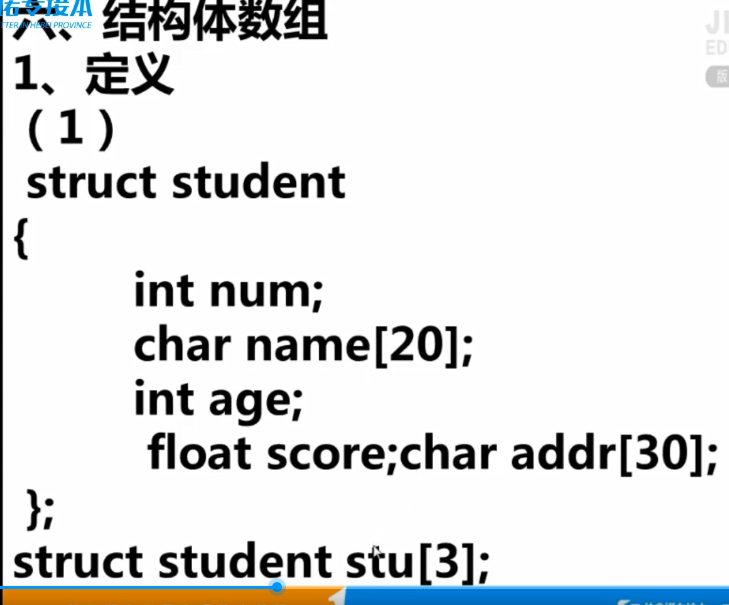 六、结构体数组
1、定义
（1）
struct student
{
int num;
char name[20];
int age;
float score;char addr[30];
};
struct student stu[3];